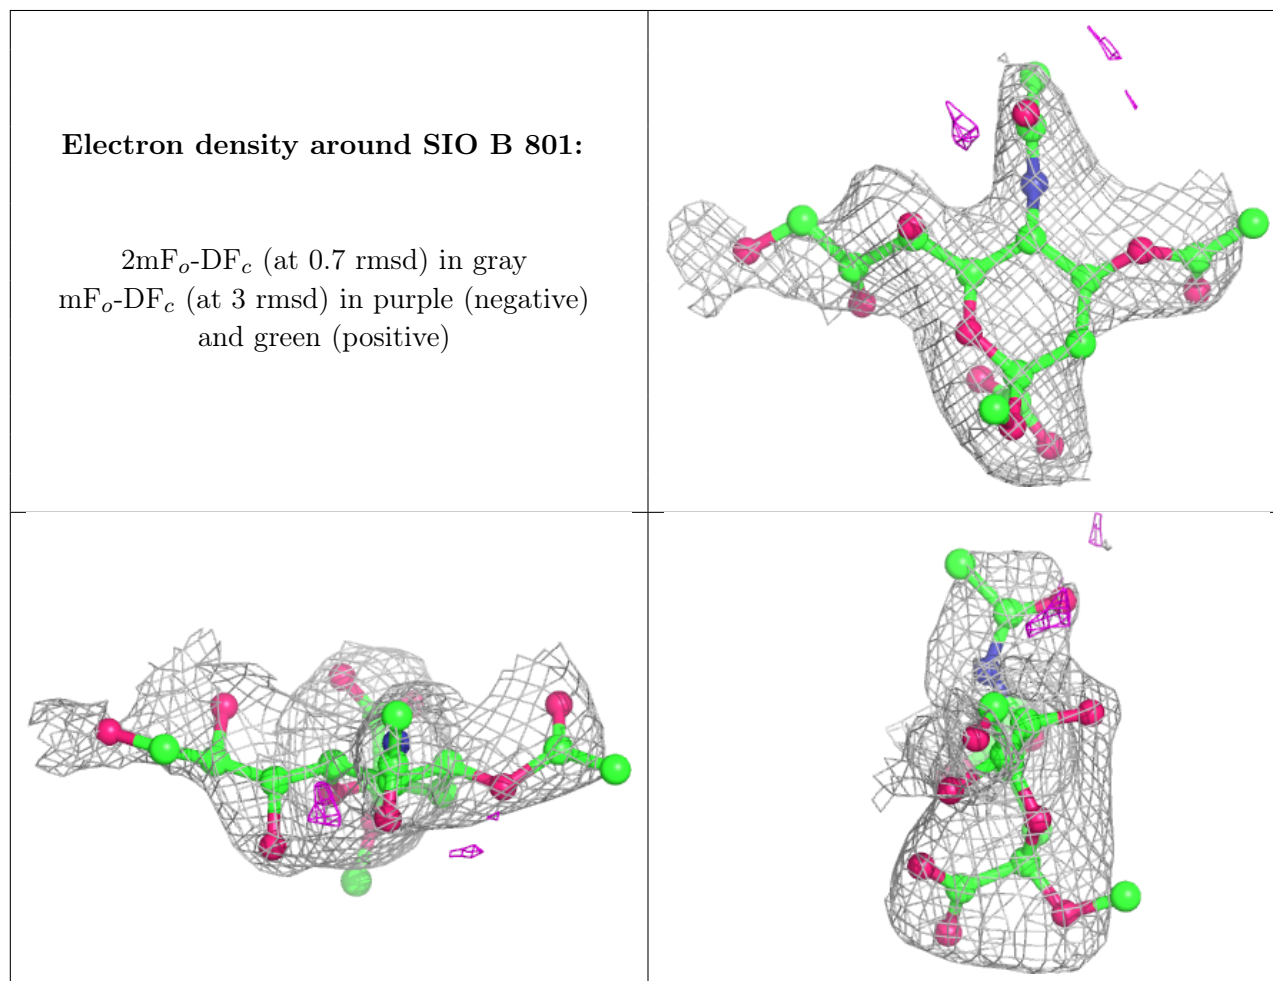 Electron density around SIO B 801:
2mFo-DFc (at 0.7 rmsd) in gray
mFo-DFc (at 3 rmsd) in purple (negative)
and green (positive)